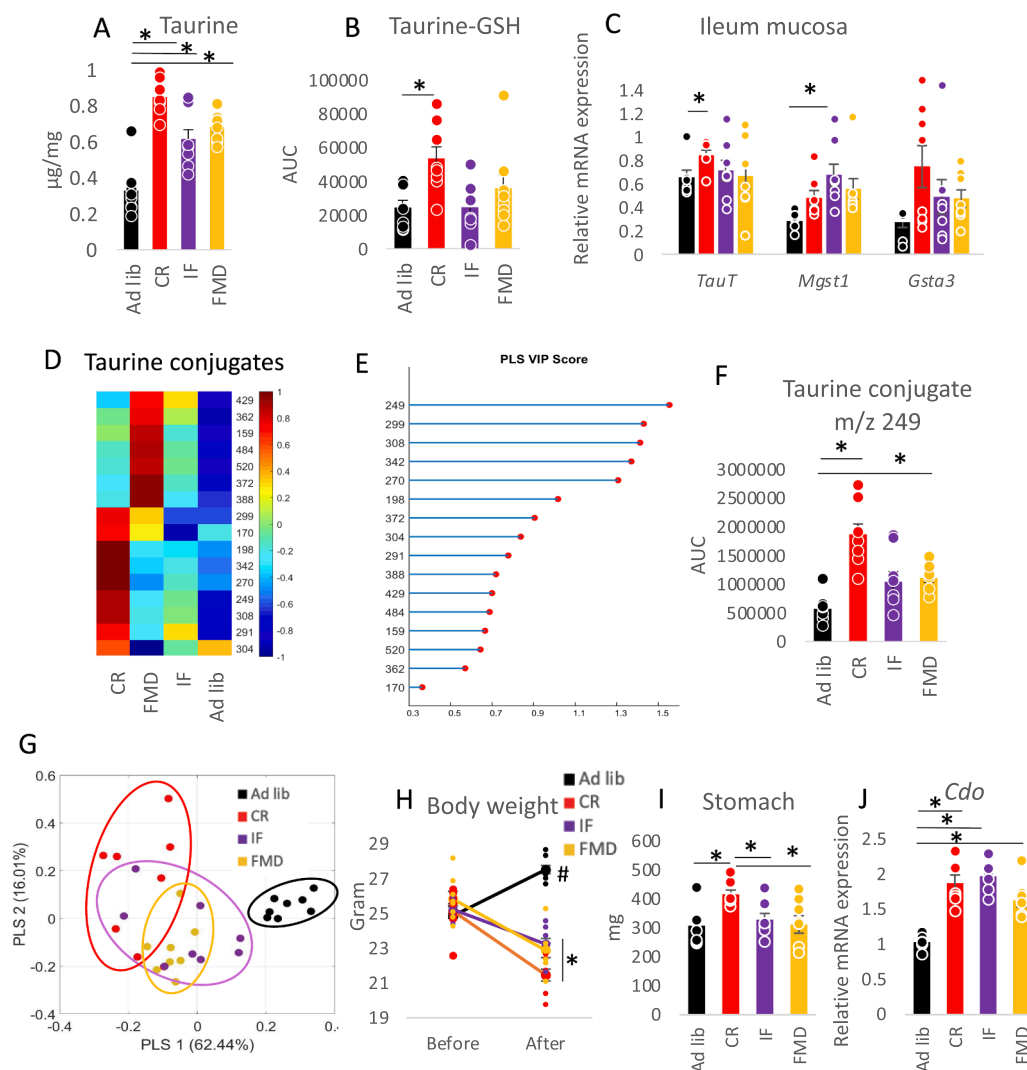 A
Taurine
*
*
*
µg/mg
1
0.8
0.6
0.4
0.2
0
Ad lib
CR
IF
FMD
B
Taurine-GSH
*
AUC
100000
80000
60000
40000
20000
0
Ad lib
CR
IF
FMD
C
Ileum mucosa
Relative mRNA expression
1.4
1.2
1
0.8
0.6
0.4
0.2
0
*
*
TauT
Mgst1
Gsta3
D
Taurine conjugates
429
362
159
484
520
372
388
299
170
198
342
270
249
308
291
304
1
0.8
0.6
0.4
0.2
0
-0.2
-0.4
-0.6
-0.8
-1
CR
FMD
IF
Ad lib
E
PLS VIP Score
249
299
308
342
270
198
372
304
291
388
429
484
159
520
362
170
0.3
0.5
0.7
0.9
1.1
1.3
1.5
F
Taurine conjugate
m/z 249
*
*
AUC
3000000
2500000
2000000
1500000
1000000
500000
0
Ad lib
CR
IF
FMD
G
PLS 2 (16.01%)
0.6
0.4
0.2
0
-0.2
-0.4
-0.4
-0.2
0
0.2
0.4
PLS 1 (62.44%)
Ad lib
CR
IF
FMD
H
Body weight
Ad lib
CR
IF
FMD
Gram
29
27
25
23
21
19
#
*
Before
After
I
Stomach
*
*
*
mg
600
500
400
300
200
100
0
Ad lib
CR
IF
FMD
J
Cdo
*
*
*
Relative mRNA expression
2.5
2
1.5
1
0.5
0
Ad lib
CR
IF
FMD